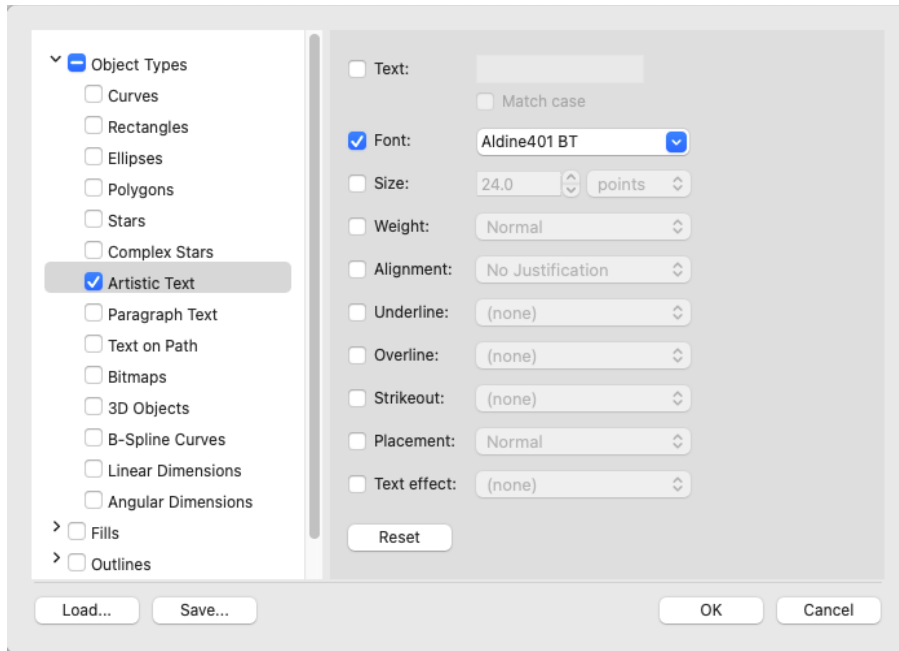 Object Types
Curves
Rectangles
Ellipses
Polygons
Stars
Complex Stars
Artistic Text
Paragraph Text
Text on Path
Bitmaps
3D Objects
B-Spline Curves
Linear Dimensions
Angular Dimensions
Fills
Outlines
Text:
Match case
Font: Aldine401 BT
Size: 24.0 points
Weight: Normal
Alignment: No Justification
Underline: (none)
Overline: (none)
Strikeout: (none)
Placement: Normal
Text effect: (none)
Reset
Load... Save... OK Cancel